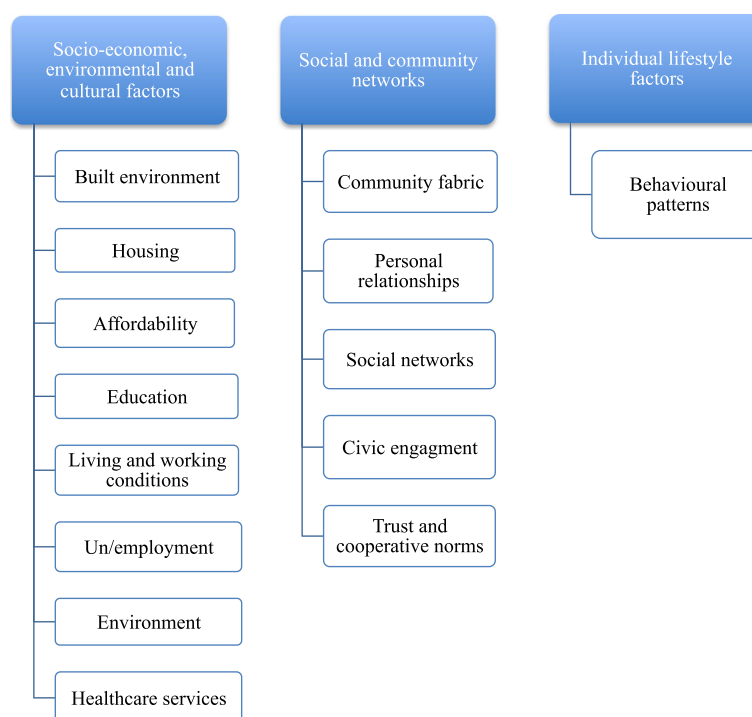 Socio-economic,
environmental and
cultural factors
Built environment
Housing
Affordability
Education
Living and working
conditions
Un/employment
Environment
Healthcare services
Social and community
networks
Community fabric
Personal
relationships
Social networks
Civic engagment
Trust and
cooperative norms
Individual lifestyle
factors
Behavioural
patterns